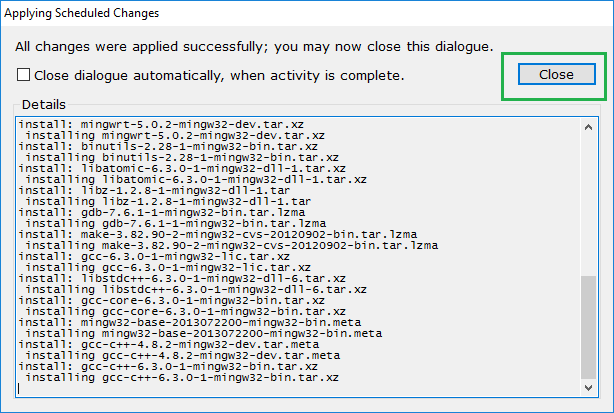 Applying Scheduled Changes
All changes were applied successfully; you may now close this dialogue.
Close dialogue automatically, when activity is complete.
Close
Details
install: mingwrt-5.0.2-mingw32-dev.tar.xz
installing mingwrt-5.0.2-mingw32-dev.tar.xz
install: binutils-2.28-1-mingw32-bin.tar.xz
installing binutils-2.28-1-mingw32-bin.tar.xz
install: libatomic-6.3.0-1-mingw32-dll-1.tar.xz
installing libatomic-6.3.0-1-mingw32-dll-1.tar.xz
install: libz-1.2.8-1-mingw32-dll-1.tar
installing libz-1.2.8-1-mingw32-dll-1.tar
install: gdb-7.6.1-1-mingw32-bin.tar.lzma
installing gdb-7.6.1-1-mingw32-bin.tar.lzma
install: make-3.82.90-2-mingw32-cvs-20120902-bin.tar.lzma
installing make-3.82.90-2-mingw32-cvs-20120902-bin.tar.lzma
install: gcc-6.3.0-1-mingw32-lic.tar.xz
installing gcc-6.3.0-1-mingw32-lic.tar.xz
install: libstdc++-6.3.0-1-mingw32-dll-6.tar.xz
installing libstdc++-6.3.0-1-mingw32-dll-6.tar.xz
install: gcc-core-6.3.0-1-mingw32-bin.tar.xz
installing gcc-core-6.3.0-1-mingw32-bin.tar.xz
install: mingw32-base-2013072200-mingw32-bin.meta
installing mingw32-base-2013072200-mingw32-bin.meta
install: gcc-c++-4.8.2-mingw32-dev.tar.meta
installing gcc-c++-4.8.2-mingw32-dev.tar.meta
install: gcc-c++-6.3.0-1-mingw32-bin.tar.xz
installing gcc-c++-6.3.0-1-mingw32-bin.tar.xz